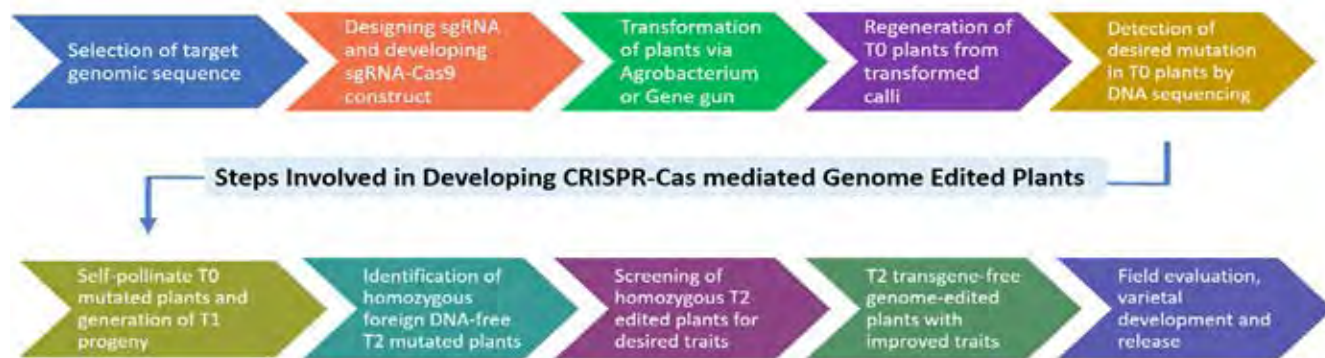 Selection of target
genomic sequence
Designing sgRNA
and developing
sgRNA-Cas9
construct
Transformation
of plants via
Agrobacterium
or Gene gun
Regeneration of
T0 plants from
transformed
calli
Detection of
desired mutation
in T0 plants by
DNA sequencing
Steps Involved in Developing CRISPR-Cas mediated Genome Edited Plants
Self-pollinate T0
mutated plants and
generation of T1
progeny
Identification of
homozygous
foreign DNA-free
T2 mutated plants
Screening of
homozygous T2
edited plants for
desired traits
T2 transgene-free
genome-edited
plants with
improved traits
Field evaluation,
varietal
development and
release